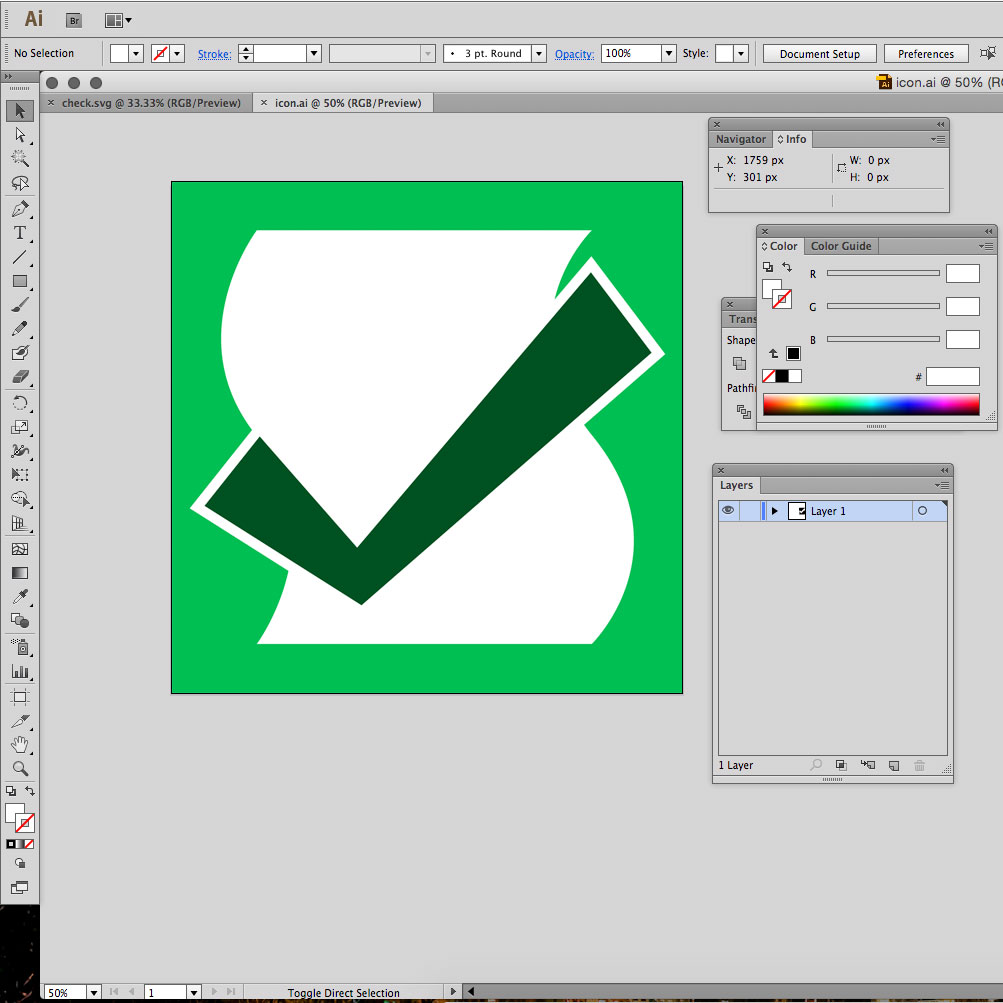 Ai Br
No Selection Stroke: • 3 pt. Round Opacity: 100% Style: Document Setup Preferences
icon.ai @ 50% (RG
check.svg @ 33.33% (RGB/Preview) icon.ai @ 50% (RGB/Preview)
Navigator Info
X: 1759 px W: 0 px
Y: 301 px H: 0 px
Color Color Guide
R
G
B
#
Trans
Shape
Pathfi
Layers
Layer 1
1 Layer
50% 1 Toggle Direct Selection